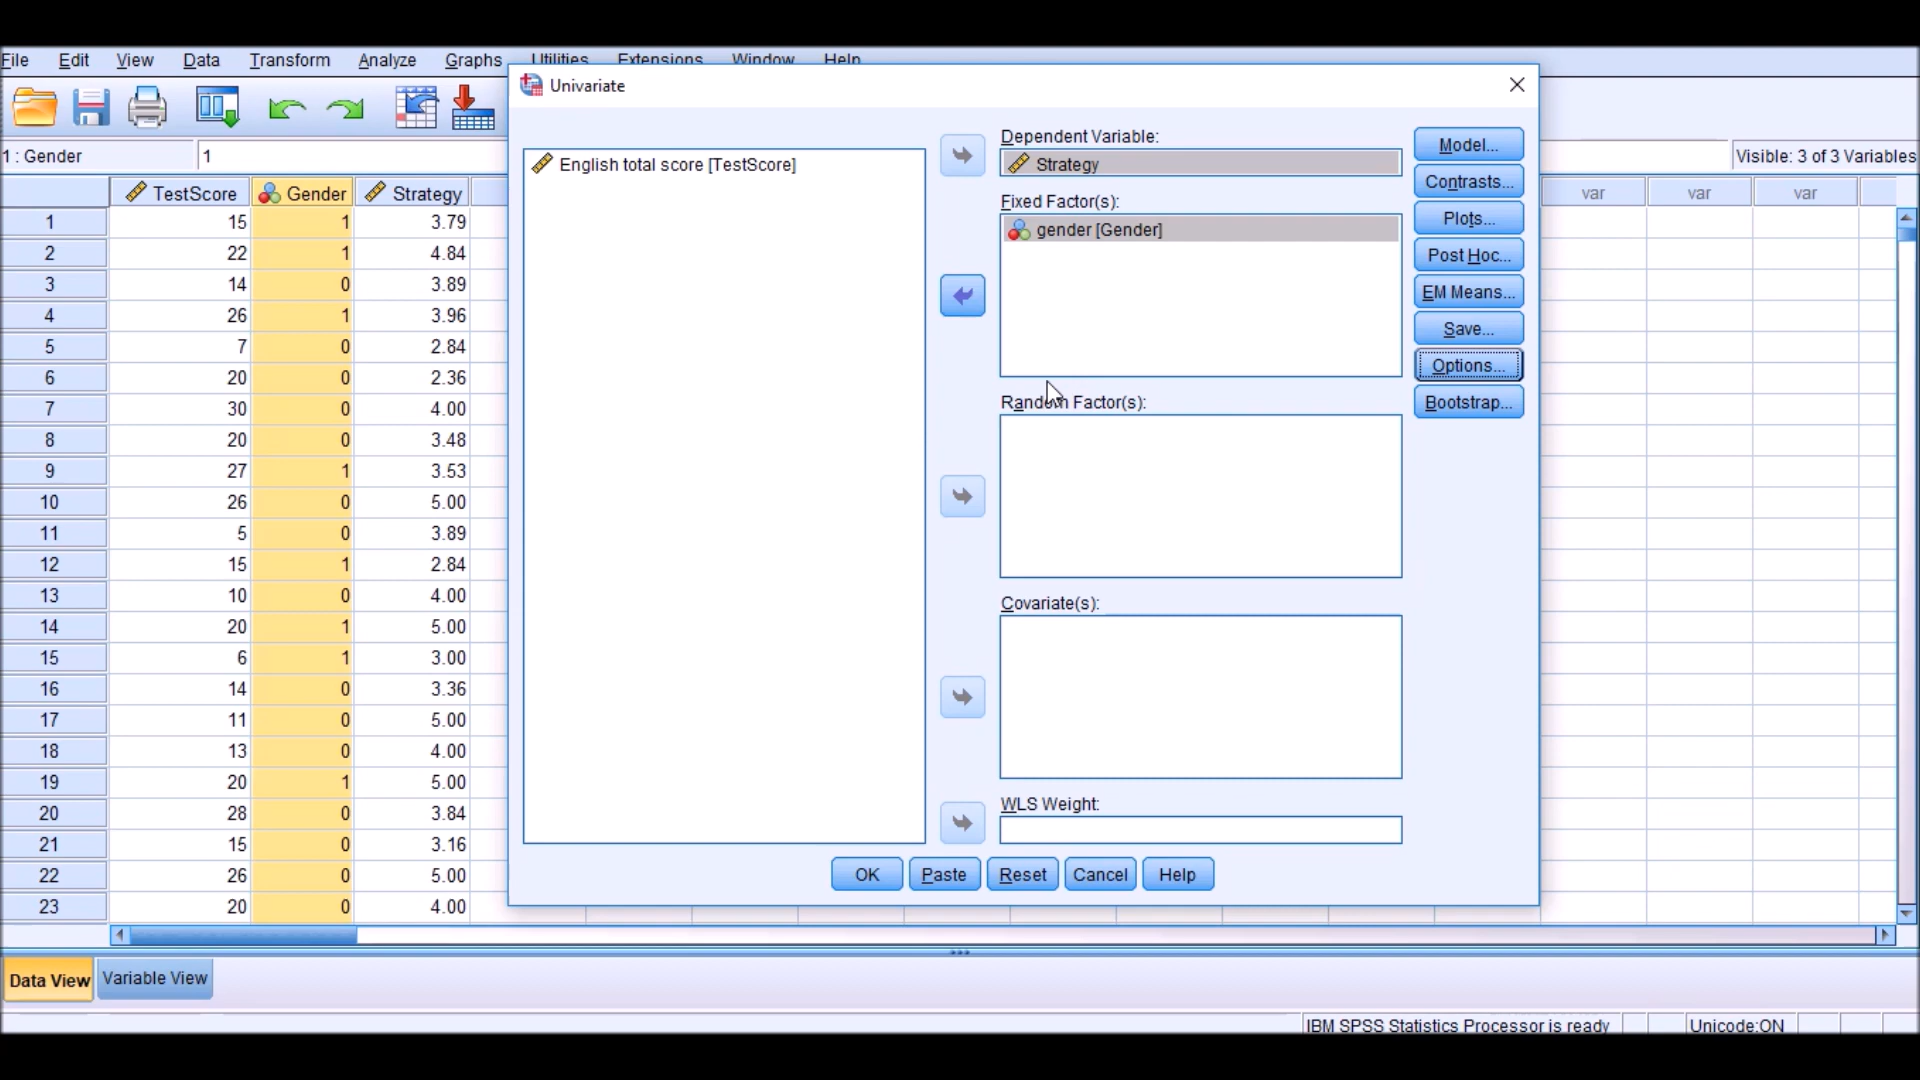 File Edit View Data Transform Analyze Graphs Utilities Extensions Window Help
Univariate
1 : Gender 1
Visible: 3 of 3 Variables
TestScore Gender Strategy var var var
1 15 1 3.79
2 22 1 4.84
3 14 0 3.89
4 26 1 3.96
5 7 0 2.84
6 20 0 2.36
7 30 0 4.00
8 20 0 3.48
9 27 1 3.53
10 26 0 5.00
11 5 0 3.89
12 15 1 2.84
13 10 0 4.00
14 20 1 5.00
15 6 1 3.00
16 14 0 3.36
17 11 0 5.00
18 13 0 4.00
19 20 1 5.00
20 28 0 3.84
21 15 0 3.16
22 26 0 5.00
23 20 0 4.00
English total score [TestScore]
Dependent Variable:
Strategy
Fixed Factor(s):
gender [Gender]
Random Factor(s):
Covariate(s):
WLS Weight:
Model...
Contrasts...
Plots...
Post Hoc...
EM Means...
Save...
Options...
Bootstrap...
OK Paste Reset Cancel Help
Data View Variable View
IBM SPSS Statistics Processor is ready Unicode:ON